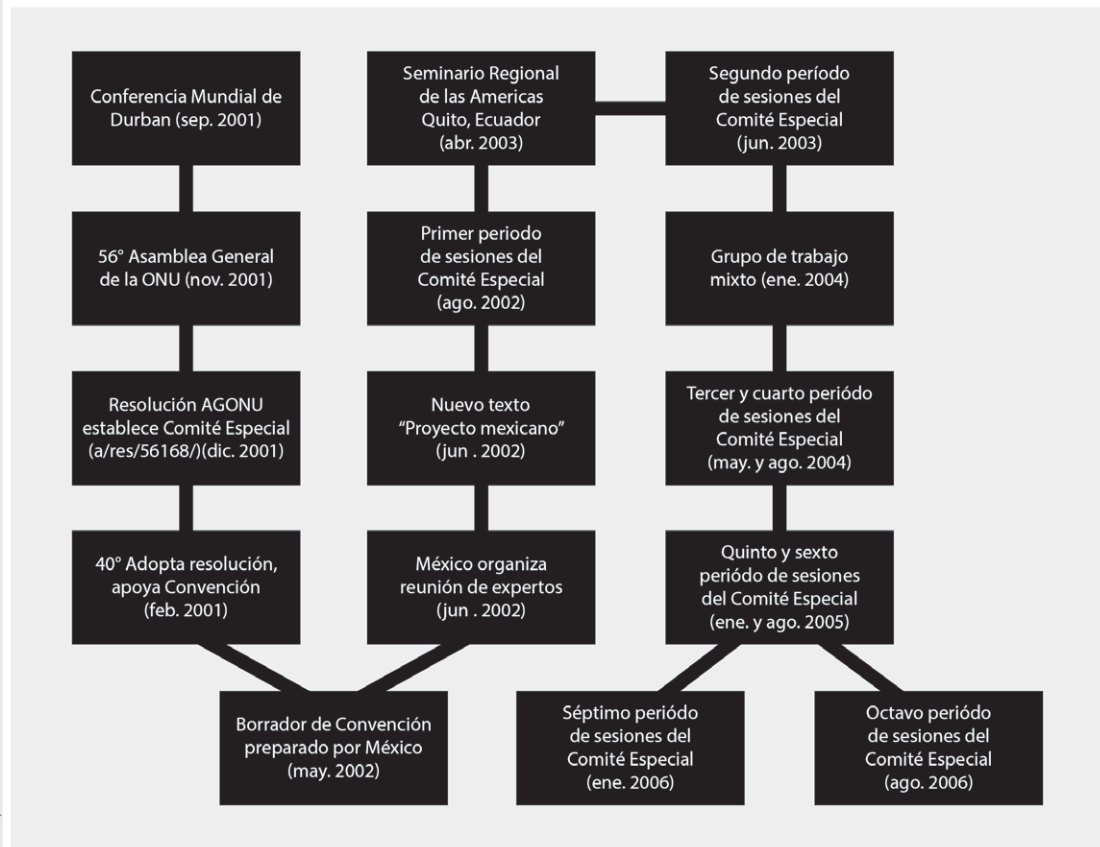 Conferencia Mundial de
Durban (sep. 2001)
56° Asamblea General
de la ONU (nov. 2001)
Resolución AGONU
establece Comité Especial
(a/res/56168/)(dic. 2001)
40° Adopta resolución,
apoya Convención
(feb. 2001)
Borrador de Convención
preparado por México
(may. 2002)
México organiza
reunión de expertos
(jun . 2002)
Nuevo texto
“Proyecto mexicano”
(jun . 2002)
Primer periodo
de sesiones del
Comité Especial
(ago. 2002)
Seminario Regional
de las Americas
Quito, Ecuador
(abr. 2003)
Segundo período
de sesiones del
Comité Especial
(jun. 2003)
Grupo de trabajo
mixto (ene. 2004)
Tercer y cuarto periódo
de sesiones del
Comité Especial
(may. y ago. 2004)
Quinto y sexto
periódo de sesiones
del Comité Especial
(ene. y ago. 2005)
Séptimo periódo
de sesiones del
Comité Especial
(ene. 2006)
Octavo periódo
de sesiones del
Comité Especial
(ago. 2006)